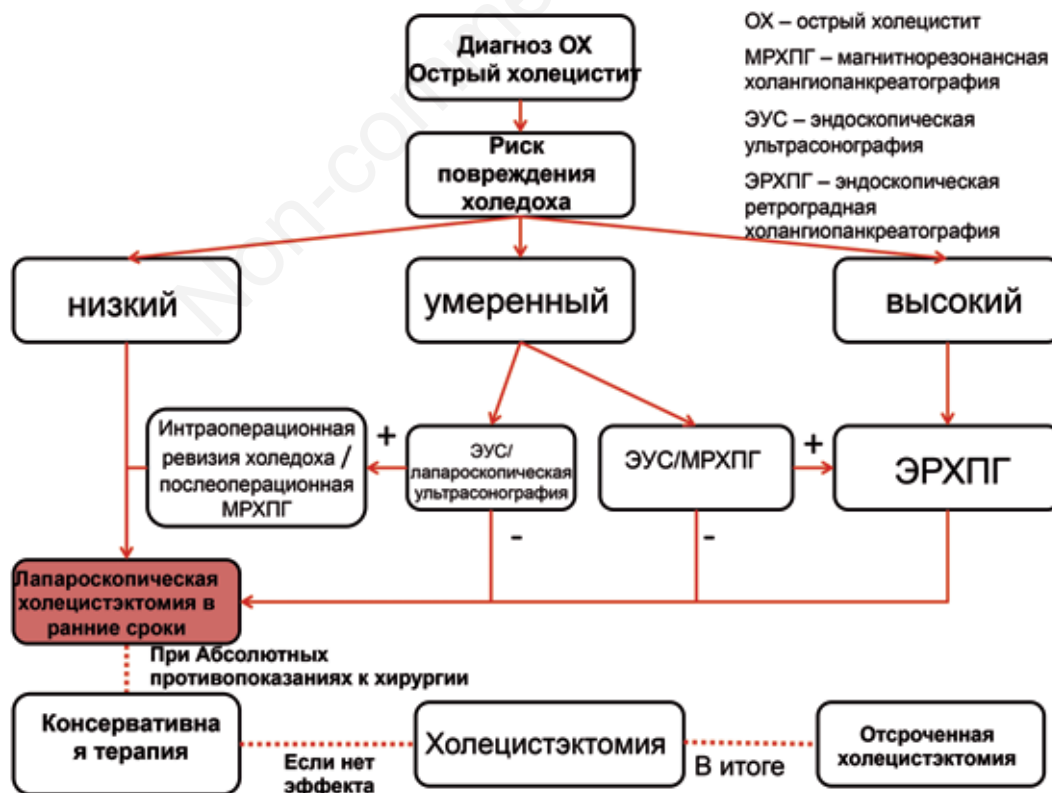 Диагноз ОХ
Острый холецистит
ОХ – острый холецистит
МРХПГ – магнитнорезонансная
холангиопанкреатография
ЭУС – эндоскопическая
ультрасонография
ЭРХПГ – эндоскопическая
ретроградная
холангиопанкреатография
Риск
повреждения
холедоха
низкий
умеренный
высокий
Интраоперационная
ревизия холедоха /
послеоперационная
МРХПГ
+
ЭУС/
лапароскопическая
ультрасонография
ЭУС/МРХПГ
+
ЭРХПГ
-
-
Лапароскопическая
холецистэктомия в
ранние сроки
При Абсолютных
противопоказаниях к хирургии
Консервативна
я терапия
Если нет
эффекта
Холецистэктомия
В итоге
Отсроченная
холецистэктомия
Non-comme